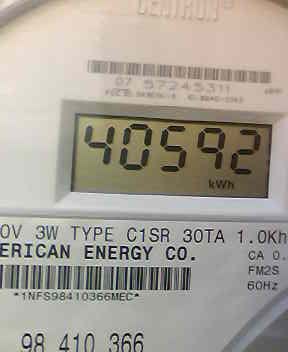 CENTRON®
07 57245311
40592
kWh
0V 3W TYPE C1SR 30TA 1.0Kh
ERICAN ENERGY CO.
CA 0.
FM2S
60Hz
*1NFS98410366MEC*
98 410 366